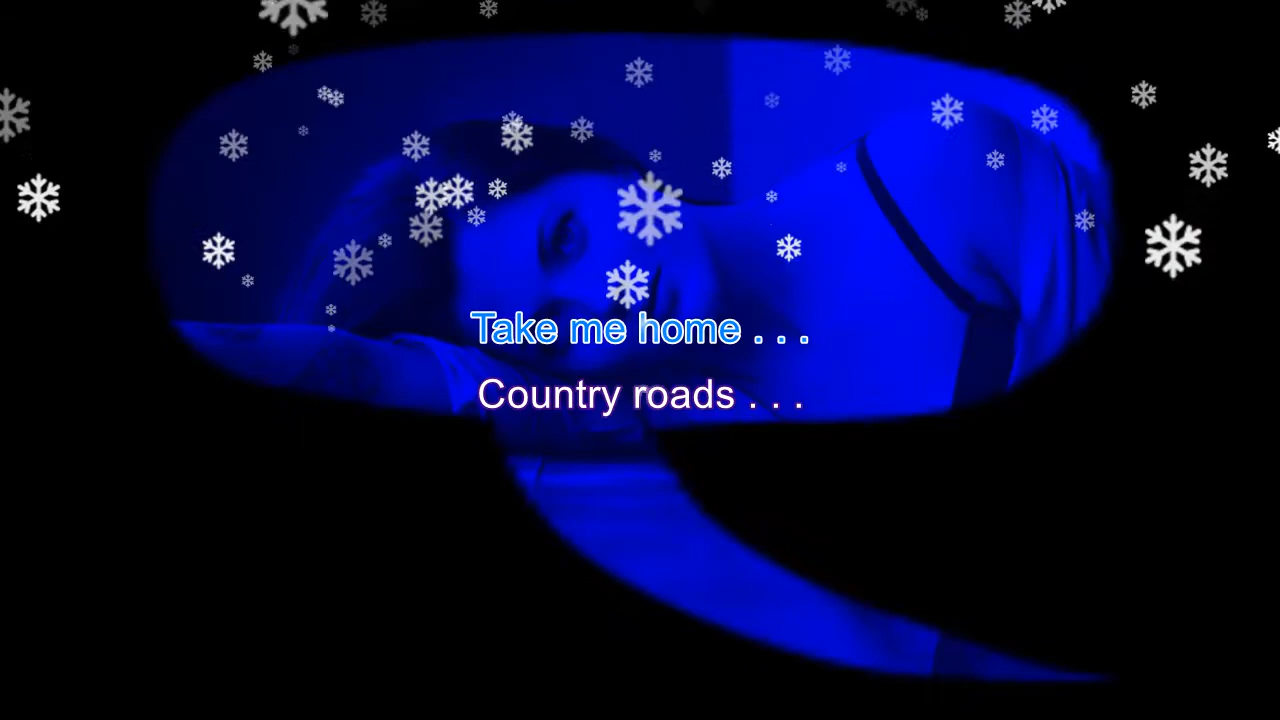 Take me home . . .
Country roads . . .